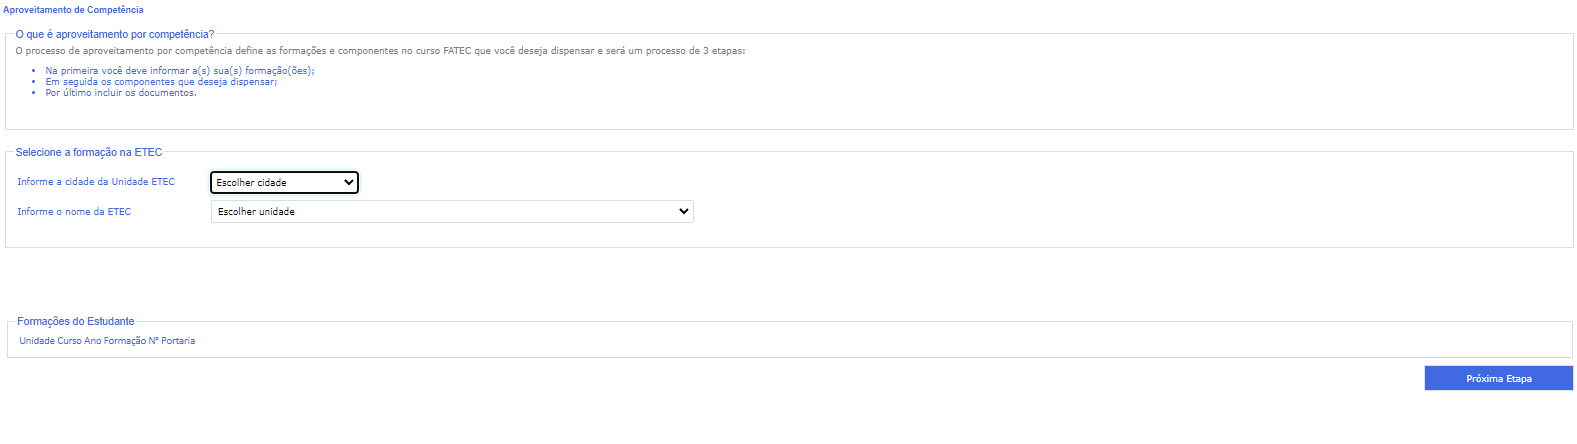 Aproveitamento de Competência
O que é aproveitamento por competência?
O processo de aproveitamento por competência define as formações e componentes no curso FATEC que você deseja dispensar e será um processo de 3 etapas:
• Na primeira você deve informar a(s) sua(s) formação(ões);
• Em seguida os componentes que deseja dispensar;
• Por último incluir os documentos.
Selecione a formação na ETEC
Informe a cidade da Unidade ETEC Escolher cidade
Informe o nome da ETEC Escolher unidade
Formações do Estudante
Unidade Curso Ano Formação N° Portaria
Próxima Etapa